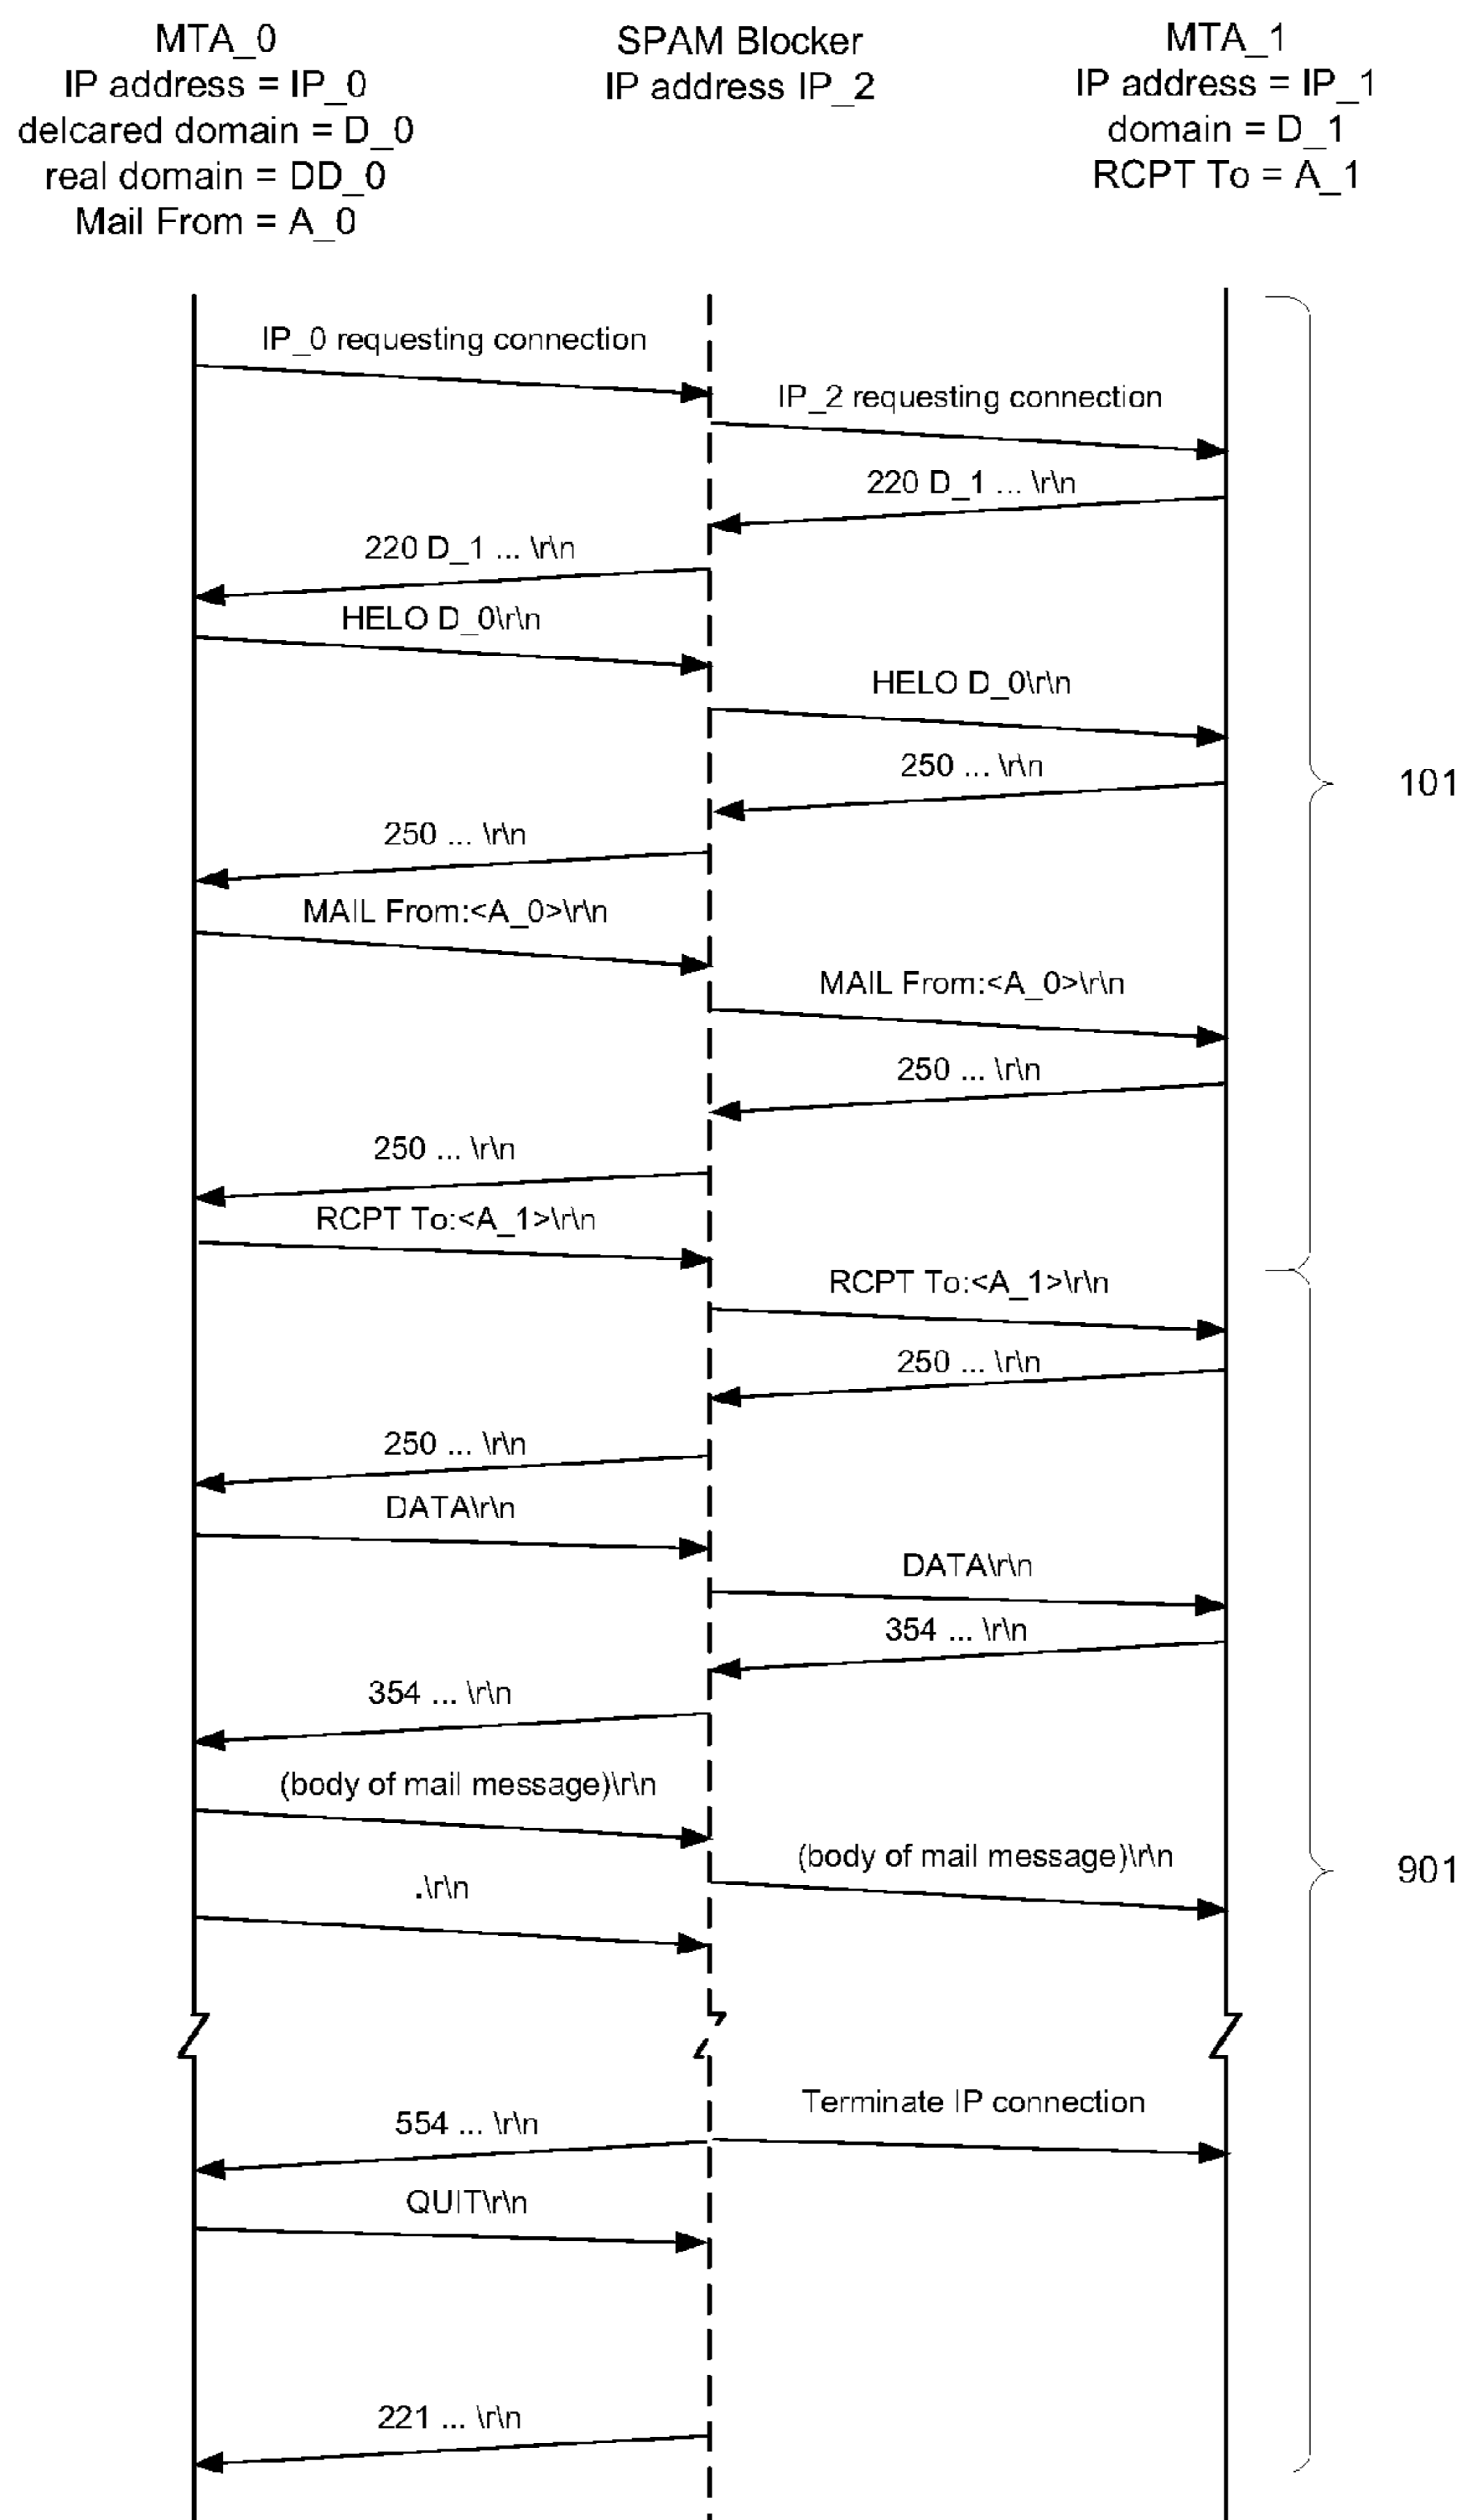 MTA_0
IP address = IP_0
delcared domain = D_0
real domain = DD_0
Mail From = A_0
SPAM Blocker
IP address IP_2
MTA_1
IP address = IP_1
domain = D_1
RCPT To = A_1
IP_0 requesting connection
IP_2 requesting connection
220 D_1 ... \r\n
220 D_1 ... \r\n
HELO D_0\r\n
HELO D_0\r\n
250 ... \r\n
101
250 ... \r\n
MAIL From:<A_0>\r\n
MAIL From:<A_0>\r\n
250 ... \r\n
250 ... \r\n
RCPT To:<A_1>\r\n
RCPT To:<A_1>\r\n
250 ... \r\n
250 ... \r\n
DATA\r\n
DATA\r\n
354 ... \r\n
354 ... \r\n
(body of mail message)\r\n
(body of mail message)\r\n
901
.\r\n
Terminate IP connection
554 ... \r\n
QUIT\r\n
221 ... \r\n